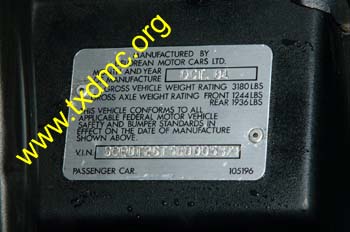 MANUFACTURED BY
DELOREAN MOTOR CARS LTD.
MONTH AND YEAR
OF MANUFACTURE
GROSS VEHICLE WEIGHT RATING 3180 LBS
GROSS AXLE WEIGHT RATING FRONT 1244 LBS
REAR 1936 LBS
THIS VEHICLE CONFORMS TO ALL
APPLICABLE FEDERAL MOTOR VEHICLE
SAFETY AND BUMPER STANDARDS IN
EFFECT ON THE DATE OF MANUFACTURE
SHOWN ABOVE.
V.I.N.
PASSENGER CAR. 105196
www.txdmc.org